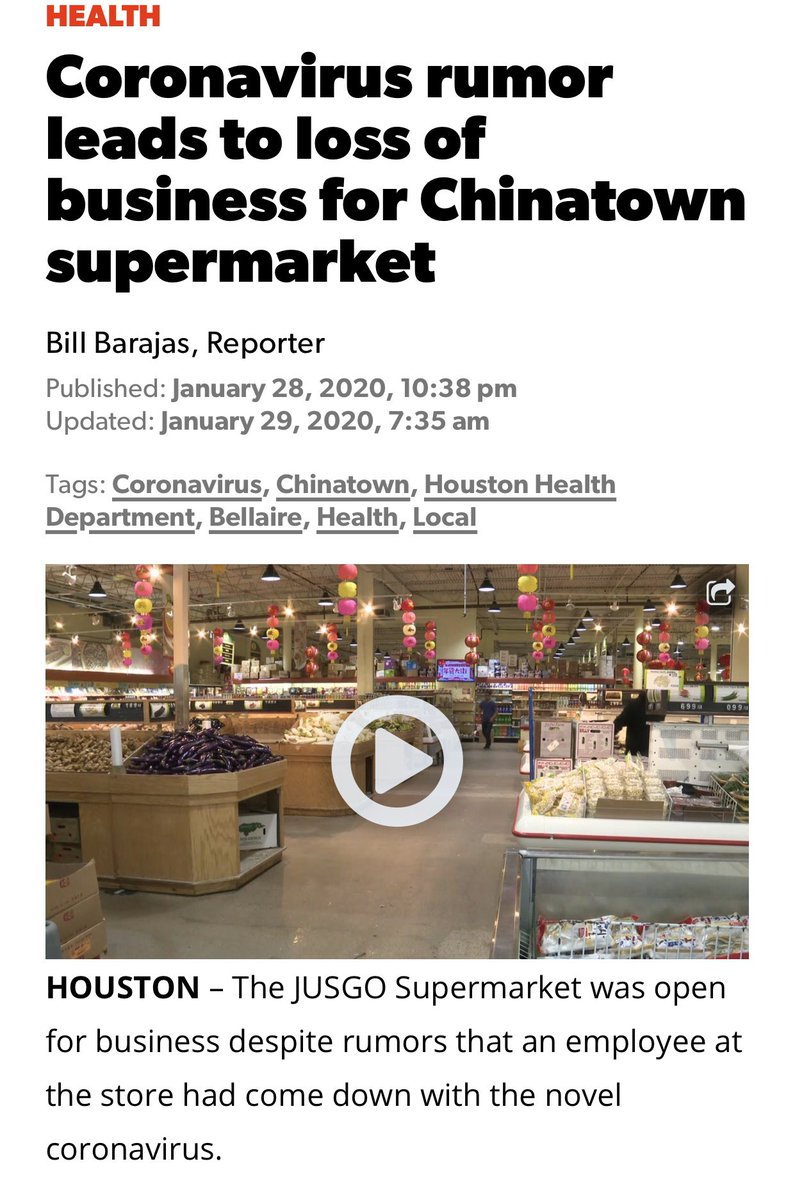 HEALTH
Coronavirus rumor
leads to loss of
business for Chinatown
supermarket
Bill Barajas, Reporter
Published: January 28, 2020, 10:38 pm
Updated: January 29, 2020, 7:35 am
Tags: Coronavirus, Chinatown, Houston Health
Department, Bellaire, Health, Local
HOUSTON – The JUSGO Supermarket was open
for business despite rumors that an employee at
the store had come down with the novel
coronavirus.